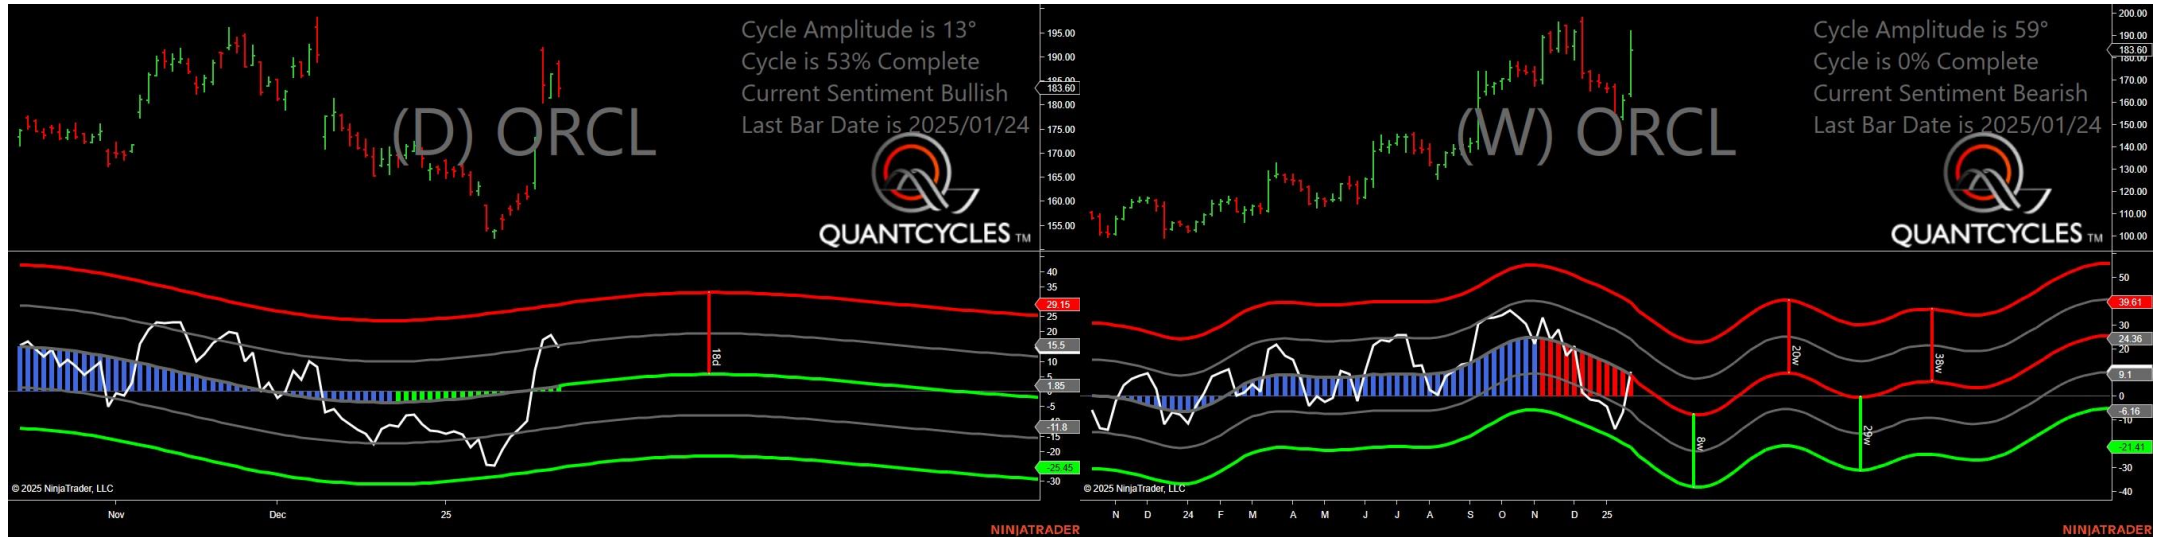 Cycle Amplitude is 13°
Cycle is 53% Complete
Current Sentiment Bullish
Last Bar Date is 2025/01/24
(D) ORCL
QUANTCYCLES TM
195.00
190.00
185.00
183.60
180.00
175.00
170.00
165.00
160.00
155.00
40
35
29.15
25
20
15.5
10
5
1.85
-5
-11.8
-15
-20
-25.45
-30
18d
© 2025 NinjaTrader, LLC
Nov
Dec
25
NINJATRADER
Cycle Amplitude is 59°
Cycle is 0% Complete
Current Sentiment Bearish
Last Bar Date is 2025/01/24
(W) ORCL
QUANTCYCLES TM
200.00
190.00
183.60
180.00
170.00
160.00
150.00
140.00
130.00
120.00
110.00
100.00
50
39.61
30
24.36
20
9.1
0
-6.16
-10
-21.41
-30
-40
8w
20w
29w
38w
© 2025 NinjaTrader, LLC
N D 24 F M A M J J A S O N D 25
NINJATRADER